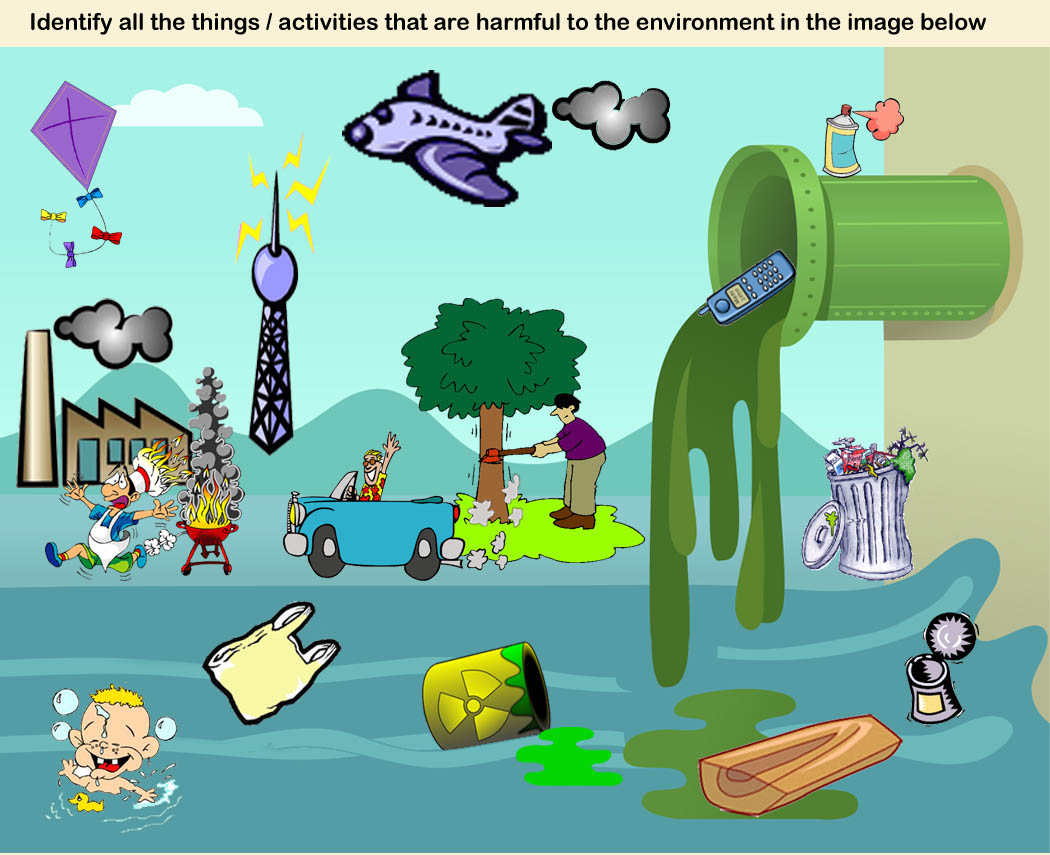 Identify all the things / activities that are harmful to the environment in the image below